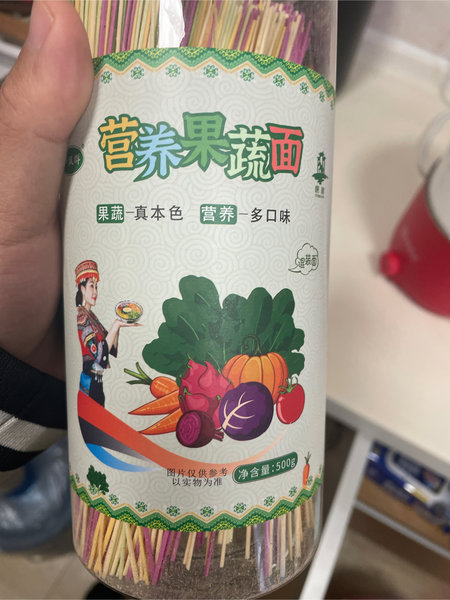 营养果蔬面
果蔬—真本色 营养—多口味
图片仅供参考
以实物为准
净含量:500g